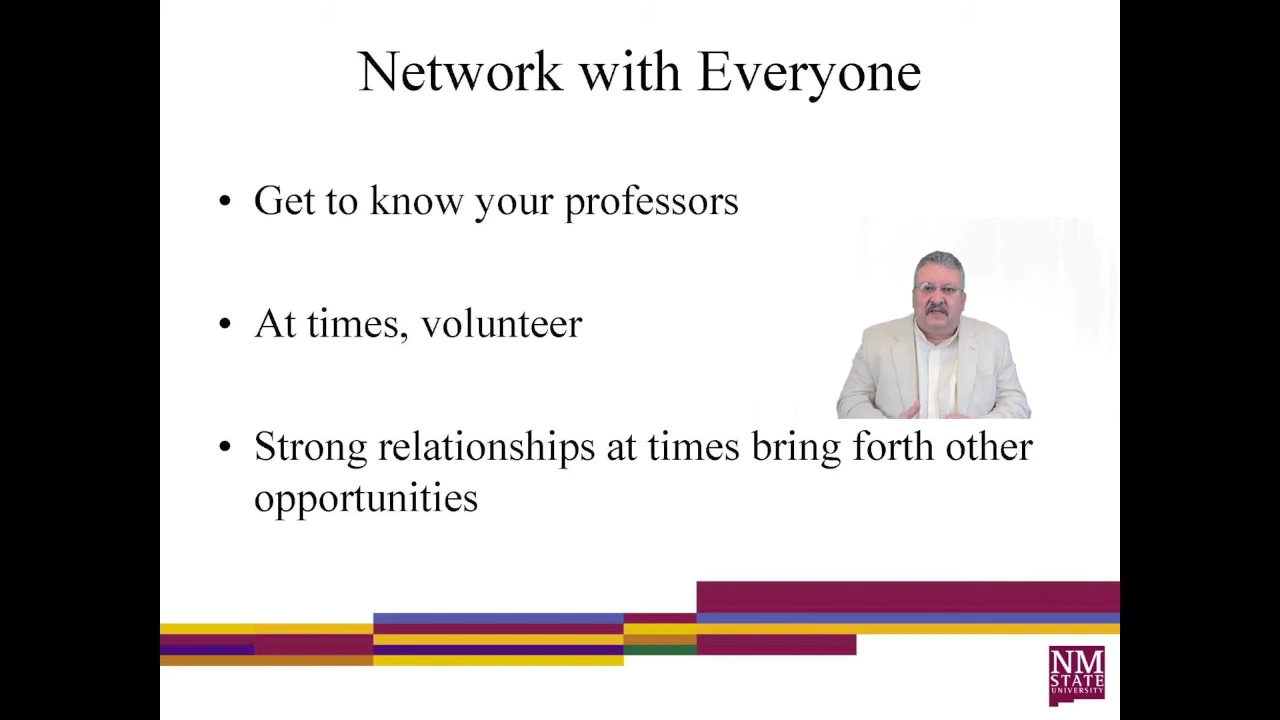 Network with Everyone
• Get to know your professors
• At times, volunteer
• Strong relationships at times bring forth other
opportunities
NM
STATE
UNIVERSITY